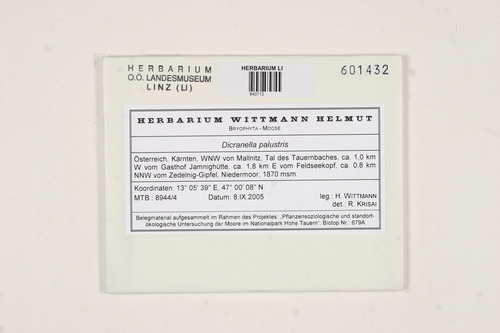 HERBARIUM
O.Ö. LANDESMUSEUM
LINZ (LI)
HERBARIUM LI
640712
601432
HERBARIUM WITTMANN HELMUT
BRYOPHYTA - MOOSE
Dicranella palustris
Österreich, Kärnten, WNW von Mallnitz, Tal des Tauernbaches, ca. 1,0 km
W vom Gasthof Jamnighütte, ca. 1,8 km E vom Feldseekopf, ca. 0,8 km
NNW vom Zedelnig-Gipfel, Niedermoor, 1870 msm.
Koordinaten: 13° 05' 39" E, 47° 00' 08" N
MTB.: 8944/4 Datum: 8.IX.2005 leg.: H. WITTMANN
det.: R. KRISAI
Belegmaterial aufgesammelt im Rahmen des Projektes: „Pflanzensoziologische und standort-
ökologische Untersuchung der Moore im Nationalpark Hohe Tauern"; Biotop Nr.: 679A